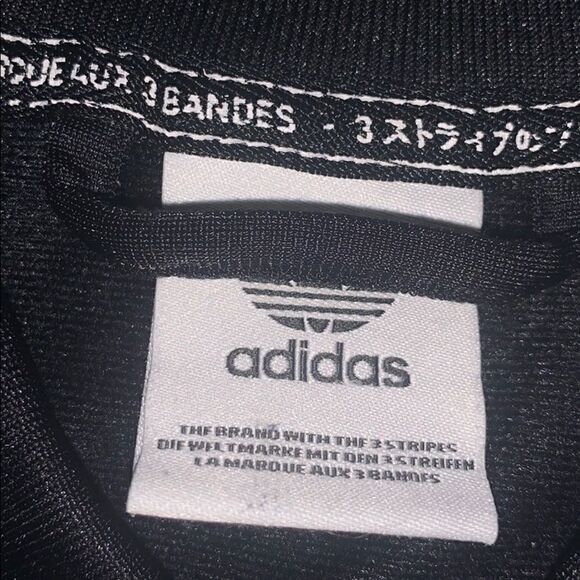 AUX 3 BANDES - 3 ストライプの
adidas
THE BRAND WITH THE 3 STRIPES
DIE WELTMARKE MIT DEN 3 STREIFEN
LA MARQUE AUX 3 BANDES